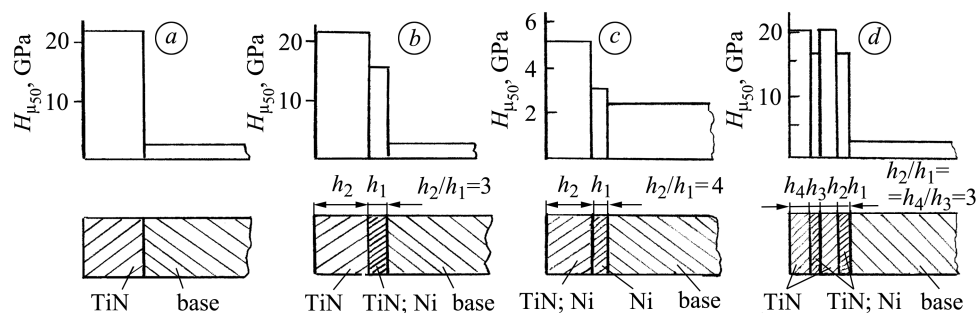 a
H_μ50, GPa
20
10
TiN base
b
H_μ50, GPa
20
10
h2 h1 h2/h1=3
TiN TiN; Ni base
c
H_μ50, GPa
6
4
2
h2 h1 h2/h1=4
TiN; Ni Ni base
d
H_μ50, GPa
20
15
10
h2/h1=
h4 h3 h2 h1 =h4/h3=3
TiN TiN; Ni base